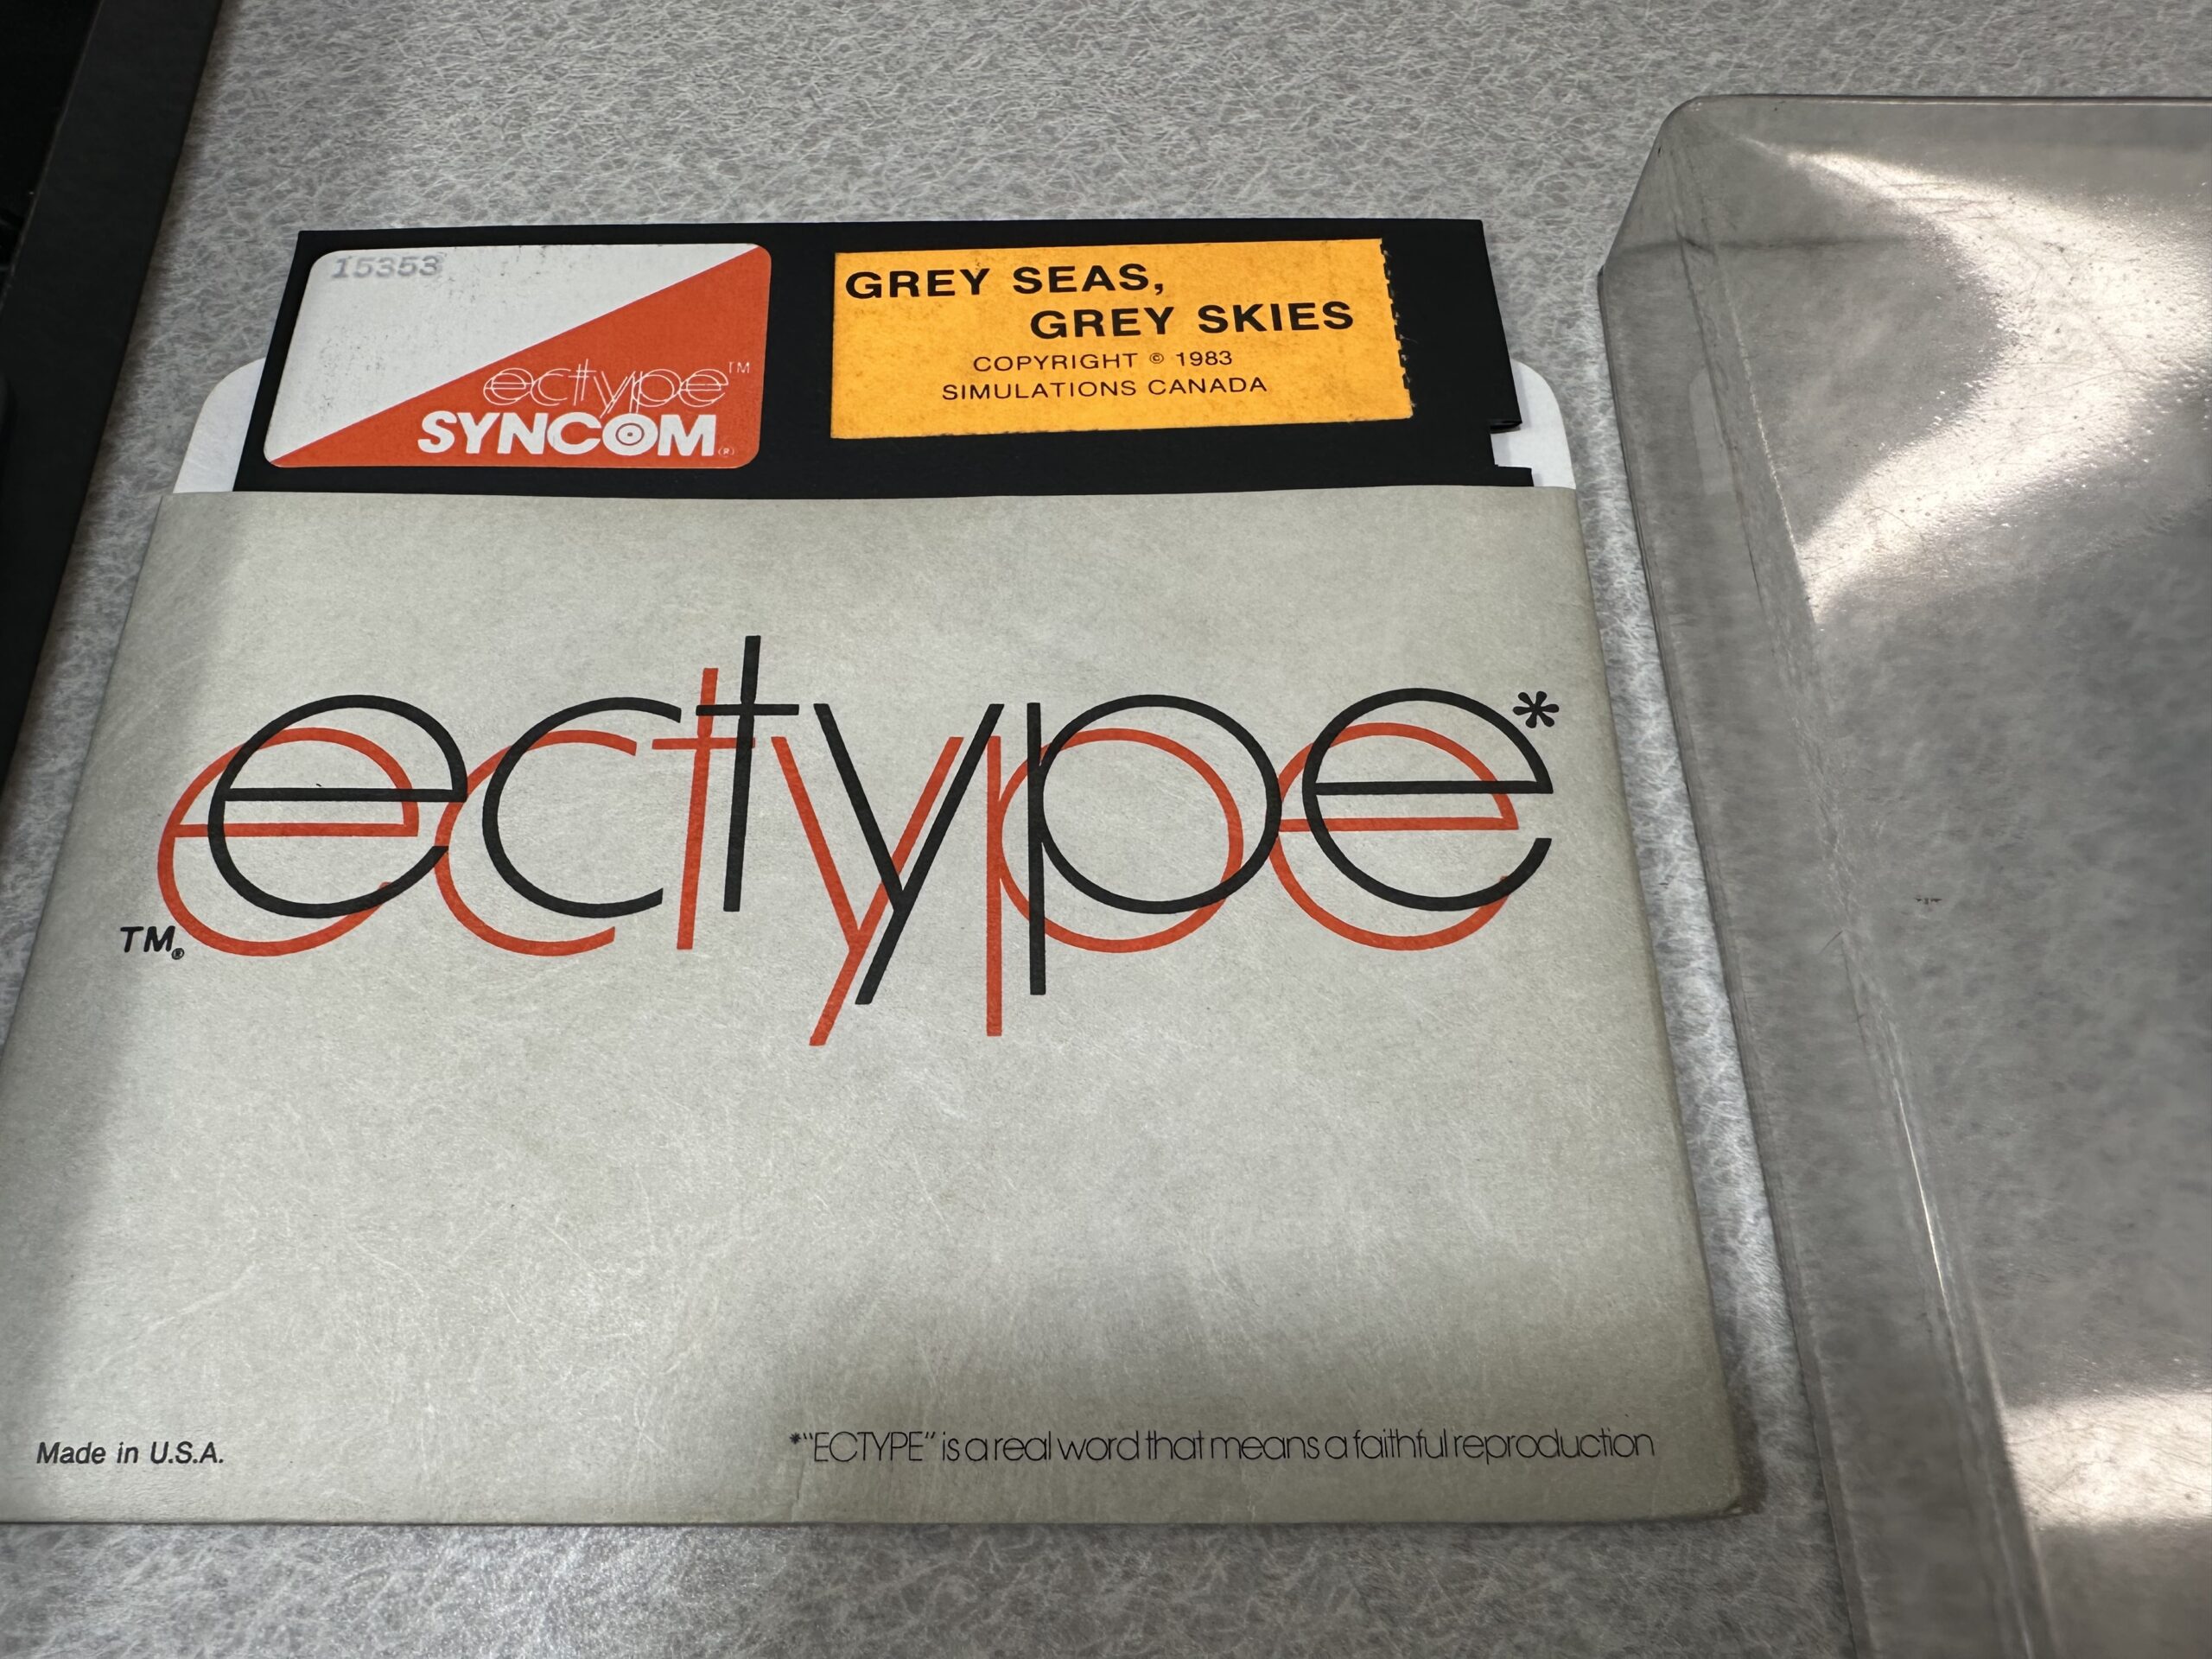 15353
ectype™
SYNCOM®
GREY SEAS,
GREY SKIES
COPYRIGHT © 1983
SIMULATIONS CANADA
ectype*
TM®
Made in U.S.A.
*"ECTYPE" is a real word that means a faithful reproduction